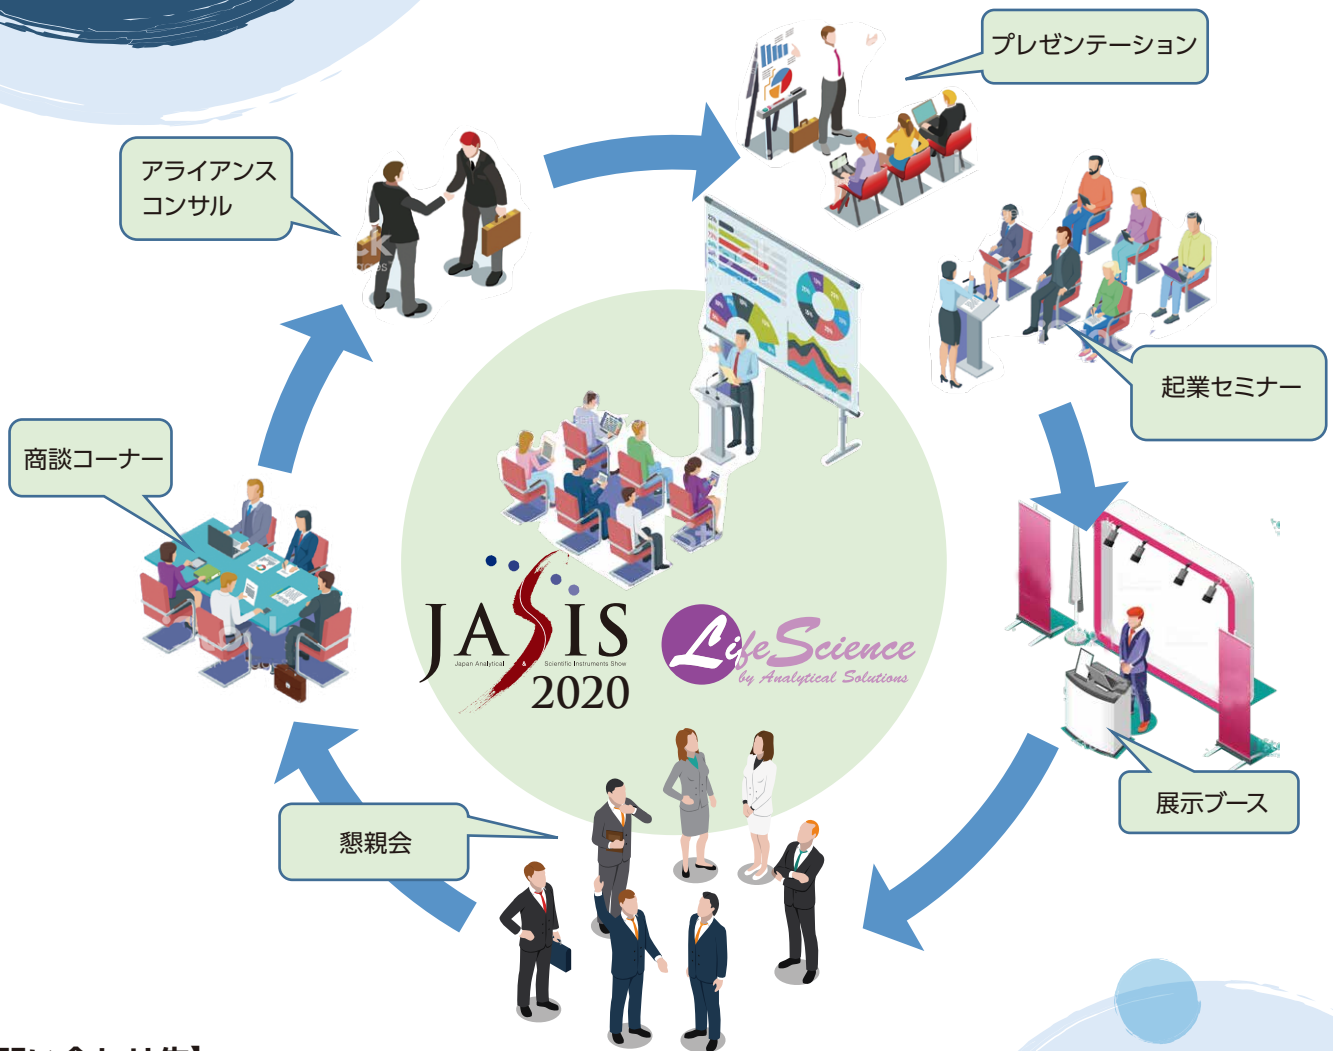 プレゼンテーション
アライアンス
コンサル
起業セミナー
商談コーナー
JASIS
Japan Analytical & Scientific Instruments Show
2020
LifeScience
by Analytical Solutions
展示ブース
懇親会